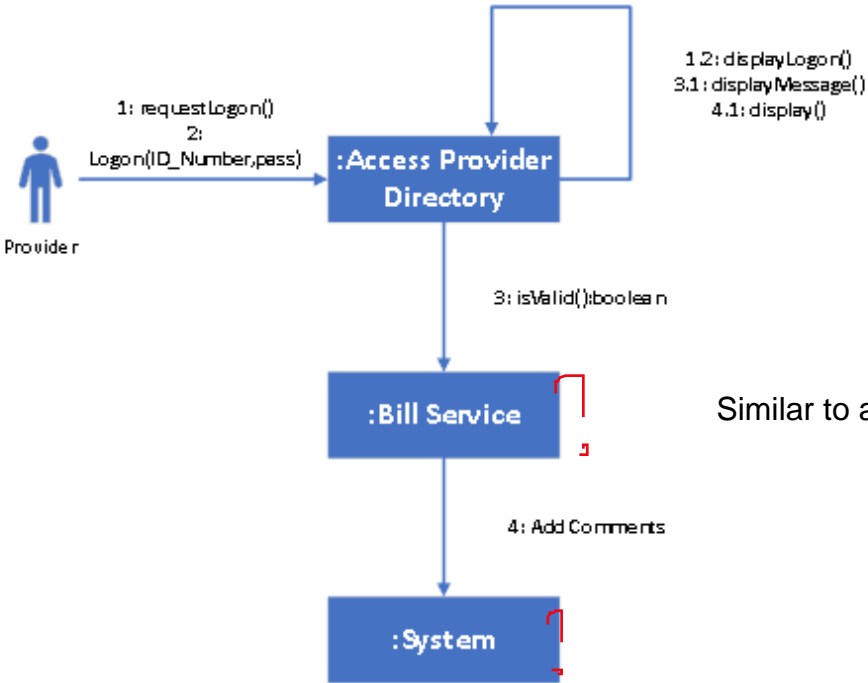 1.2: displayLogon()
3.1: displayMessage()
4.1: display()
1: requestLogon()
2:
Logon(ID_Number,pass)
:Access Provider
Directory
Provider
3: isValid():boolean
:Bill Service
Similar to a
4: Add Comments
:System